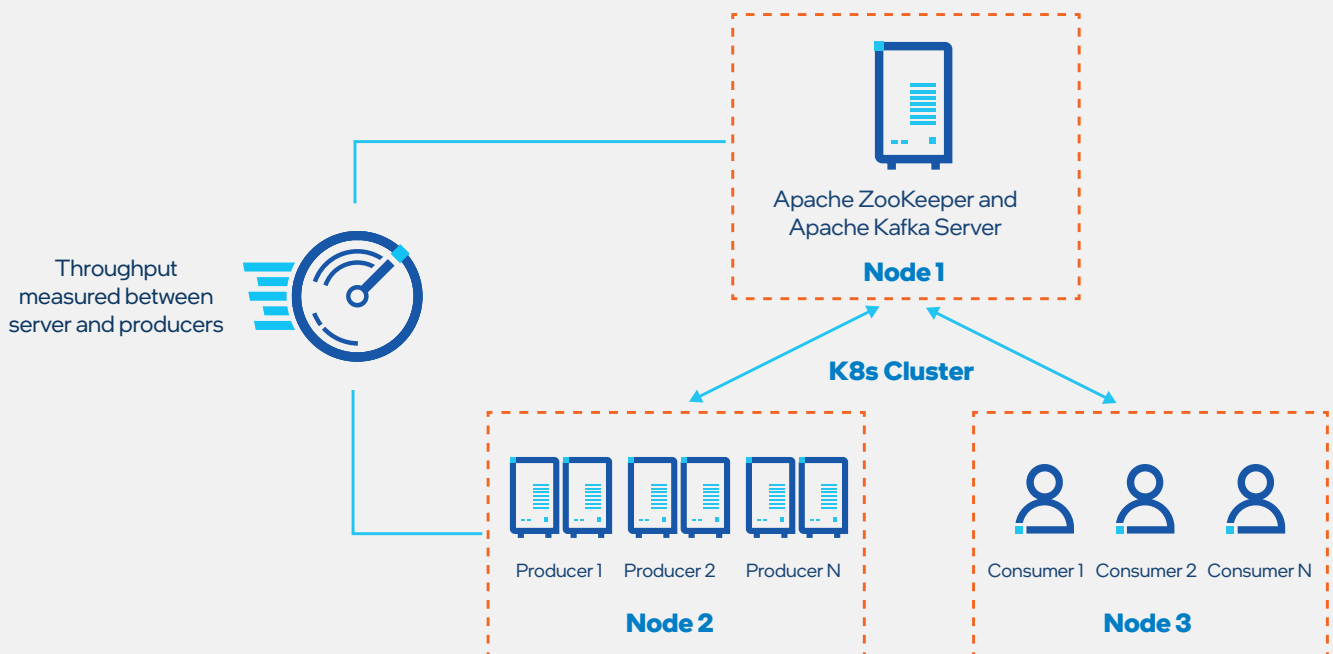 Apache ZooKeeper and
Apache Kafka Server
Node 1
Throughput
measured between
server and producers
K8s Cluster
Producer 1 Producer 2 Producer N
Node 2
Consumer 1 Consumer 2 Consumer N
Node 3